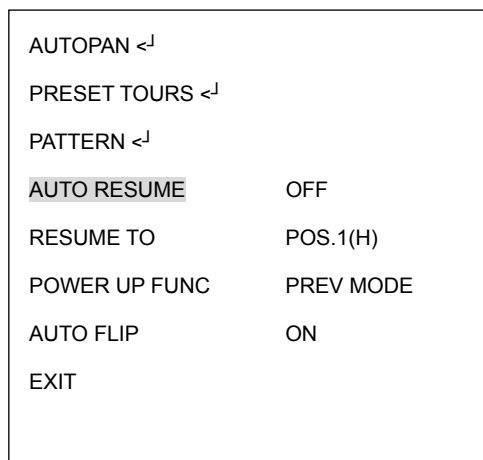 AUTOPAN <┘
PRESET TOURS <┘
PATTERN <┘
AUTO RESUME OFF
RESUME TO POS.1(H)
POWER UP FUNC PREV MODE
AUTO FLIP ON
EXIT